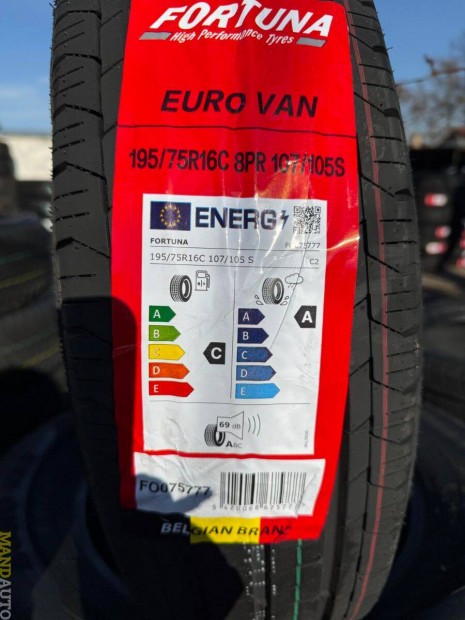 FORTUNA
High Performance Tyres
EURO VAN
195/75R16C 8PR 107/105S
ENERG
FORTUNA
195/75R16C 107/105 S
C2
A
A
B
B
C
C
D
D
E
E
C
A
69 dB
ABC
FO075777
BELGIAN BRAND
MANDAUTO